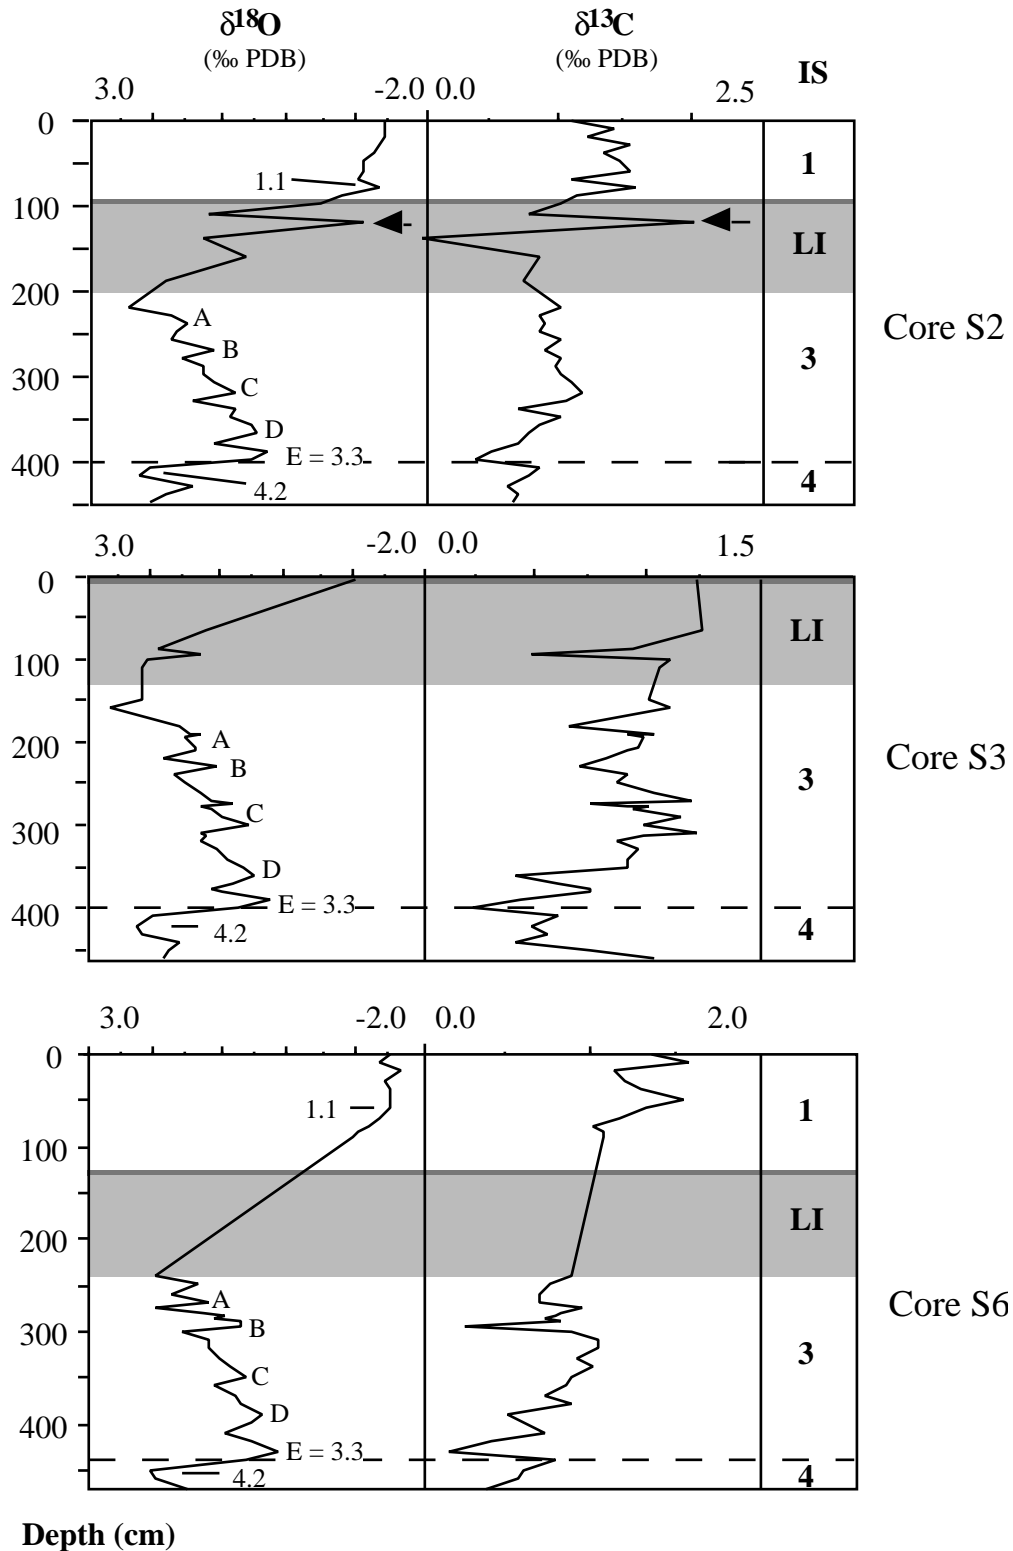 δ18O δ13C
(‰ PDB) (‰ PDB) IS
3.0 -2.0 0.0 2.5
0
1
1.1
100
LI
200
A
Core S2
B
3
300
C
D
E = 3.3
400
4
4.2
3.0 -2.0 0.0 1.5
0
LI
100
200 A
Core S3
B
3
300 C
D
E = 3.3
400
4
4.2
3.0 -2.0 0.0 2.0
0
1.1 1
100
LI
200
A
Core S6
B
300
3
C
D
400
E = 3.3
4.2 4
Depth (cm)